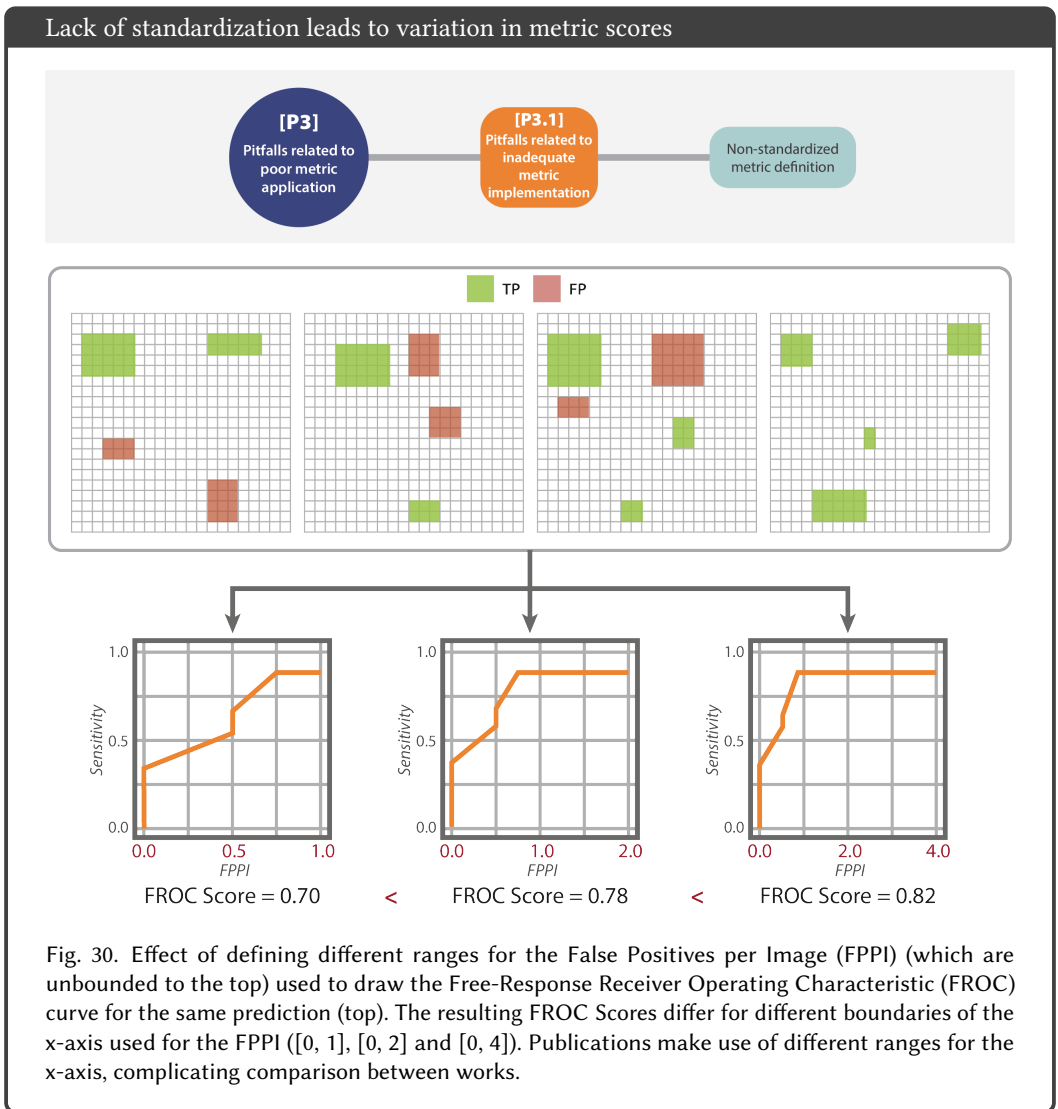 Lack of standardization leads to variation in metric scores
[P3]
Pitfalls related to
poor metric
application
[P3.1]
Pitfalls related to
inadequate
metric
implementation
Non-standardized
metric definition
TP
FP
1.0
0.5
0.0
Sensitivity
0.0 0.5 1.0
FPPI
FROC Score = 0.70
<
1.0
0.5
0.0
Sensitivity
0.0 1.0 2.0
FPPI
FROC Score = 0.78
<
1.0
0.5
0.0
Sensitivity
0.0 2.0 4.0
FPPI
FROC Score = 0.82
Fig. 30. Effect of defining different ranges for the False Positives per Image (FPPI) (which are
unbounded to the top) used to draw the Free-Response Receiver Operating Characteristic (FROC)
curve for the same prediction (top). The resulting FROC Scores differ for different boundaries of the
x-axis used for the FPPI ([0, 1], [0, 2] and [0, 4]). Publications make use of different ranges for the
x-axis, complicating comparison between works.